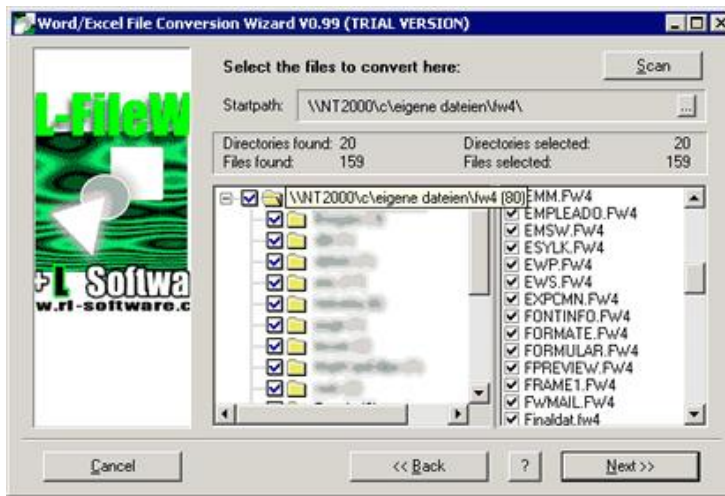 Word/Excel File Conversion Wizard V0.99 (TRIAL VERSION)
L-FileW
+L Softwa
w.rl-software.c
Select the files to convert here:
Scan
Startpath: \\NT2000\c\eigene dateien\fw4\
...
Directories found: 20 Directories selected: 20
Files found: 159 Files selected: 159
\\NT2000\c\eigene dateien\fw4 (80)
EMM.FW4
EMPLEADO.FW4
EMSW.FW4
ESYLK.FW4
EWP.FW4
EWS.FW4
EXPCMN.FW4
FONTINFO.FW4
FORMATE.FW4
FORMULAR.FW4
FPREVIEW.FW4
FRAME1.FW4
FWMAIL.FW4
Finaldat.fw4
Cancel
<< Back
?
Next >>